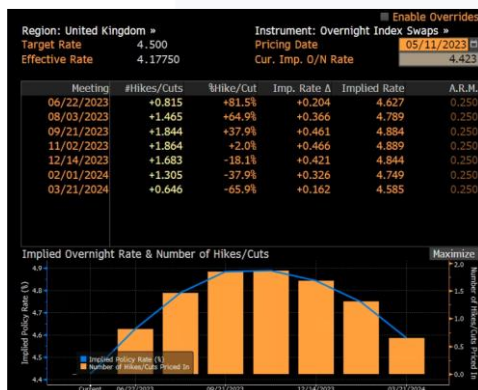 Enable Overrides
Region: United Kingdom » Instrument: Overnight Index Swaps »
Target Rate 4.500 Pricing Date 05/11/2023
Effective Rate 4.17750 Cur. Imp. O/N Rate 4.423
Meeting #Hikes/Cuts %Hike/Cut Imp. Rate Δ Implied Rate A.R.M.
06/22/2023 +0.815 +81.5% +0.204 4.627 0.250
08/03/2023 +1.465 +64.9% +0.366 4.789 0.250
09/21/2023 +1.844 +37.9% +0.461 4.884 0.250
11/02/2023 +1.864 +2.0% +0.466 4.889 0.250
12/14/2023 +1.683 -18.1% +0.421 4.844 0.250
02/01/2024 +1.305 -37.9% +0.326 4.749 0.250
03/21/2024 +0.646 -65.9% +0.162 4.585 0.250
Implied Overnight Rate & Number of Hikes/Cuts Maximize
Implied Policy Rate (%)
4.8
4.6
4.4
2.0
1.5
1.0
0.5
0.0
Number of Hikes/Cuts Priced In
Implied Policy Rate (%)
Number of Hikes/Cuts Priced In
Current 06/22/2023 09/21/2023 12/14/2023 03/21/2024